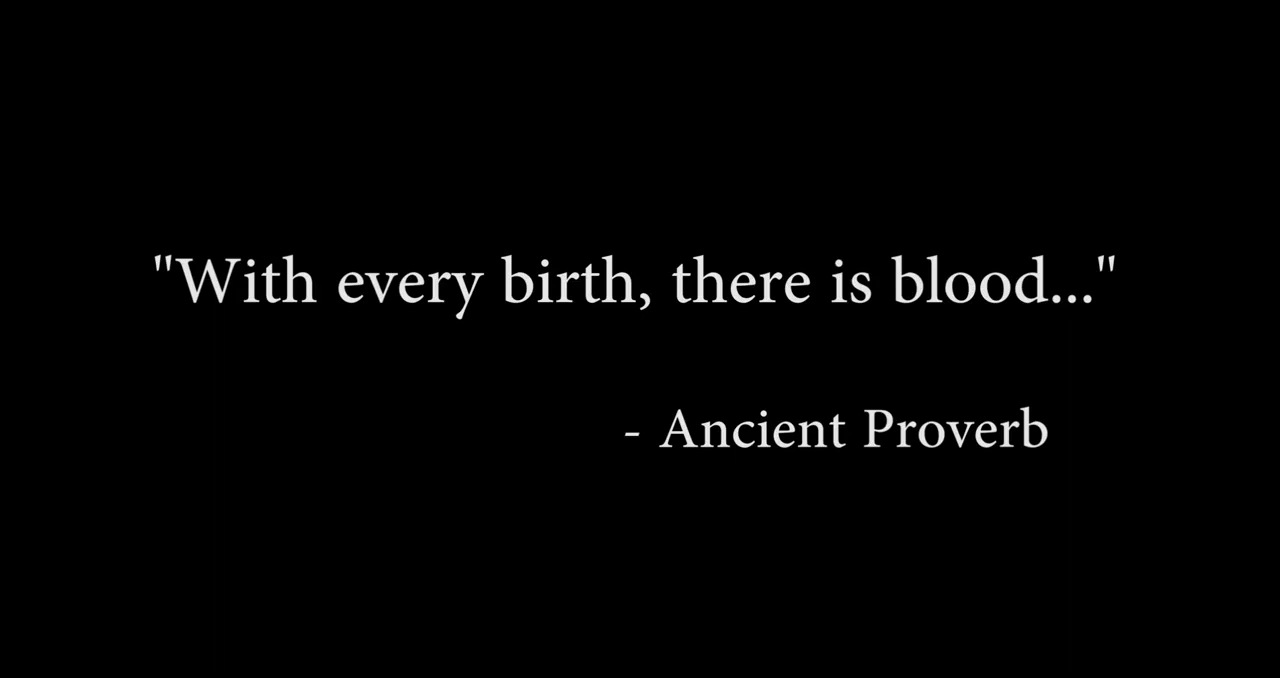 "With every birth, there is blood..."
- Ancient Proverb